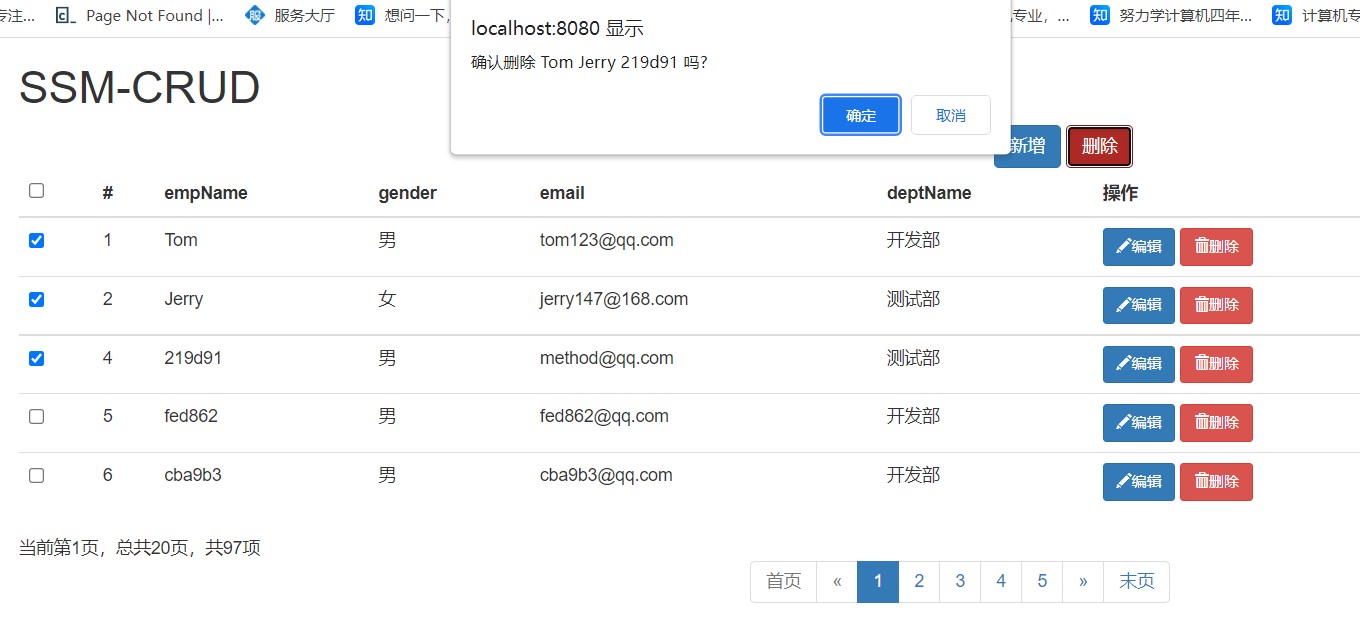 专注... c_ Page Not Found |... 服 服务大厅 知 想问一下, 专业，... 知 努力学计算机四年... 知 计算机专
localhost:8080 显示
确认删除 Tom Jerry 219d91 吗?
确定 取消
SSM-CRUD
新增 删除
# empName gender email deptName 操作
1 Tom 男 tom123@qq.com 开发部 编辑 删除
2 Jerry 女 jerry147@168.com 测试部 编辑 删除
4 219d91 男 method@qq.com 测试部 编辑 删除
5 fed862 男 fed862@qq.com 开发部 编辑 删除
6 cba9b3 男 cba9b3@qq.com 开发部 编辑 删除
当前第1页，总共20页，共97项
首页 « 1 2 3 4 5 » 末页